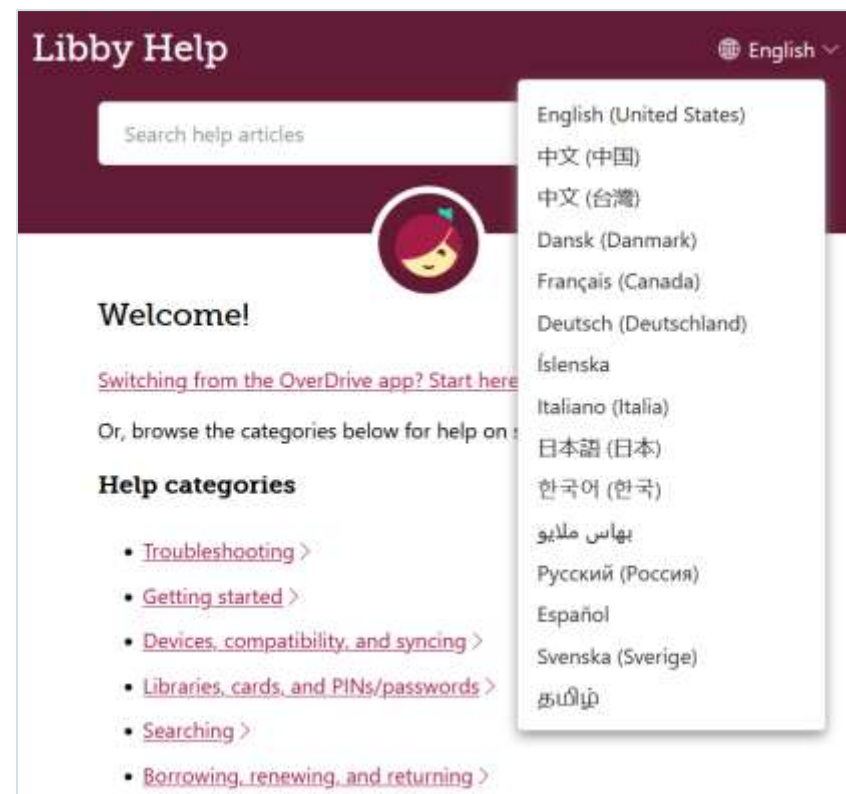 Libby Help
English
Search help articles
English (United States)
中文 (中国)
中文 (台灣)
Dansk (Danmark)
Français (Canada)
Deutsch (Deutschland)
Íslenska
Italiano (Italia)
日本語 (日本)
한국어 (한국)
بهاس ملايو
Русский (Россия)
Español
Svenska (Sverige)
தமிழ்
Welcome!
Switching from the OverDrive app? Start here
Or, browse the categories below for help on
Help categories
• Troubleshooting >
• Getting started >
• Devices, compatibility, and syncing >
• Libraries, cards, and PINs/passwords >
• Searching >
• Borrowing, renewing, and returning >